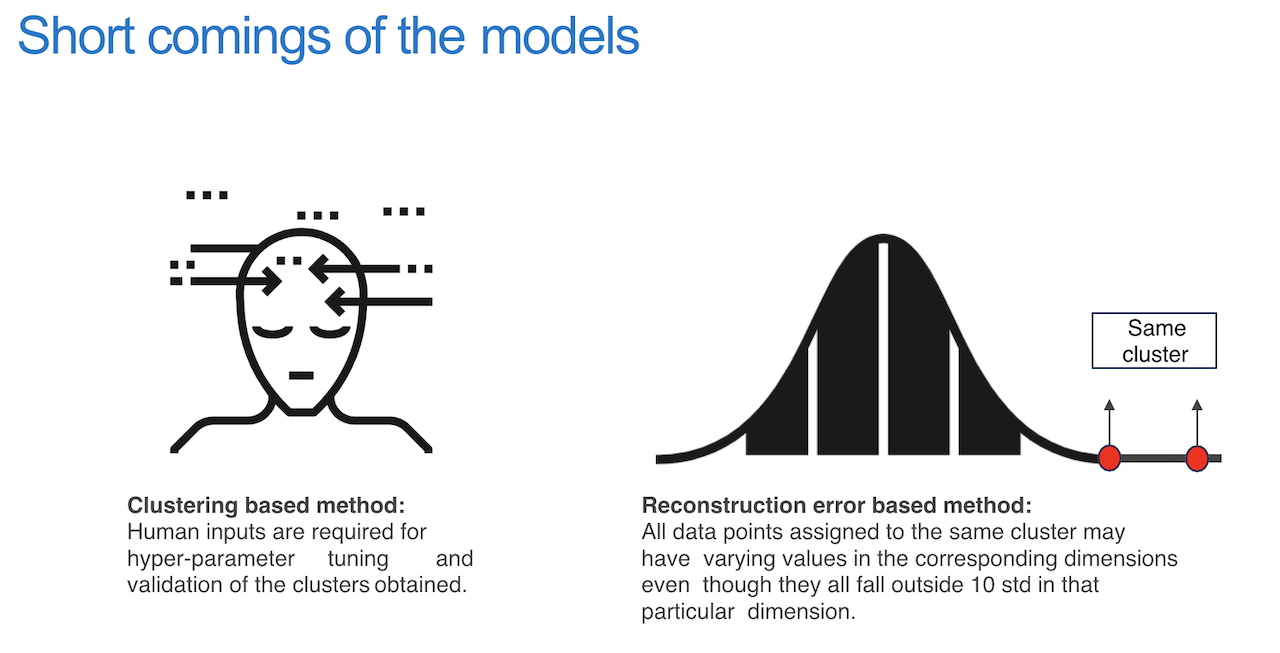 Short comings of the models
Same
cluster
Clustering based method:
Human inputs are required for
hyper-parameter tuning and
validation of the clusters obtained.
Reconstruction error based method:
All data points assigned to the same cluster may
have varying values in the corresponding dimensions
even though they all fall outside 10 std in that
particular dimension.